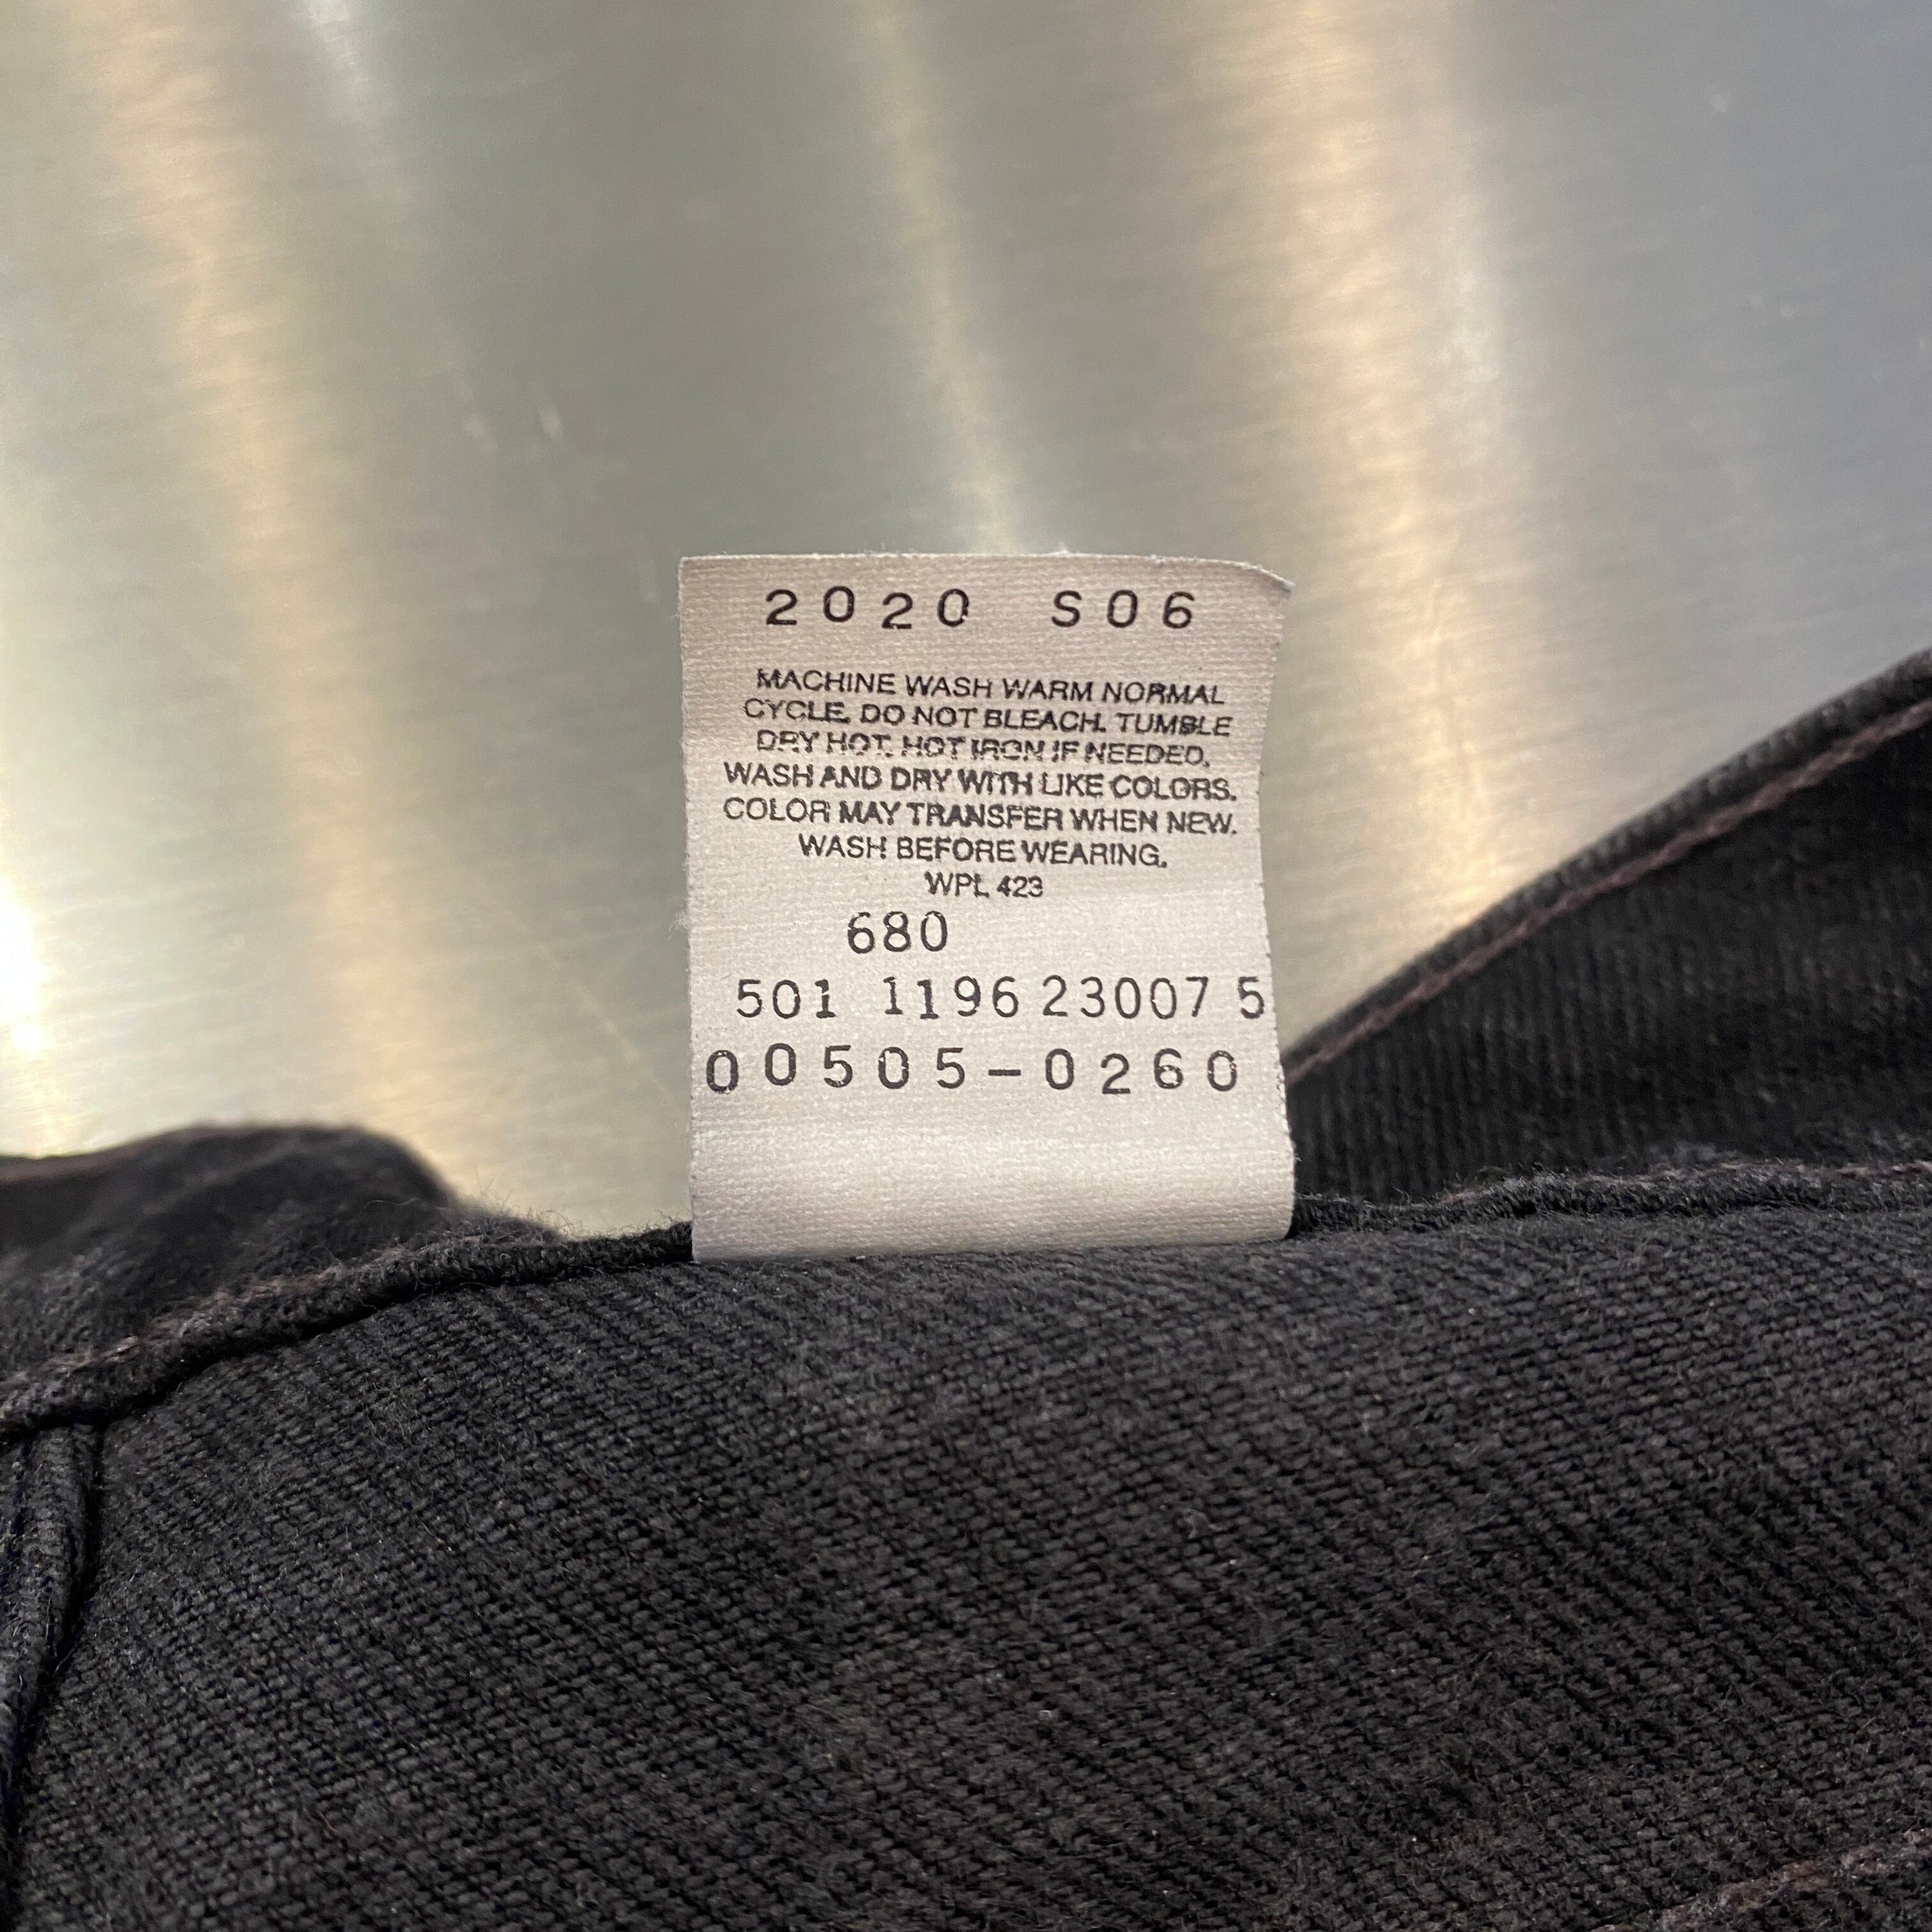 2020 S06
MACHINE WASH WARM NORMAL
CYCLE. DO NOT BLEACH. TUMBLE
DRY HOT. HOT IRON IF NEEDED.
WASH AND DRY WITH LIKE COLORS.
COLOR MAY TRANSFER WHEN NEW.
WASH BEFORE WEARING.
WPL 423
680
501 1196 23007 5
00505-0260